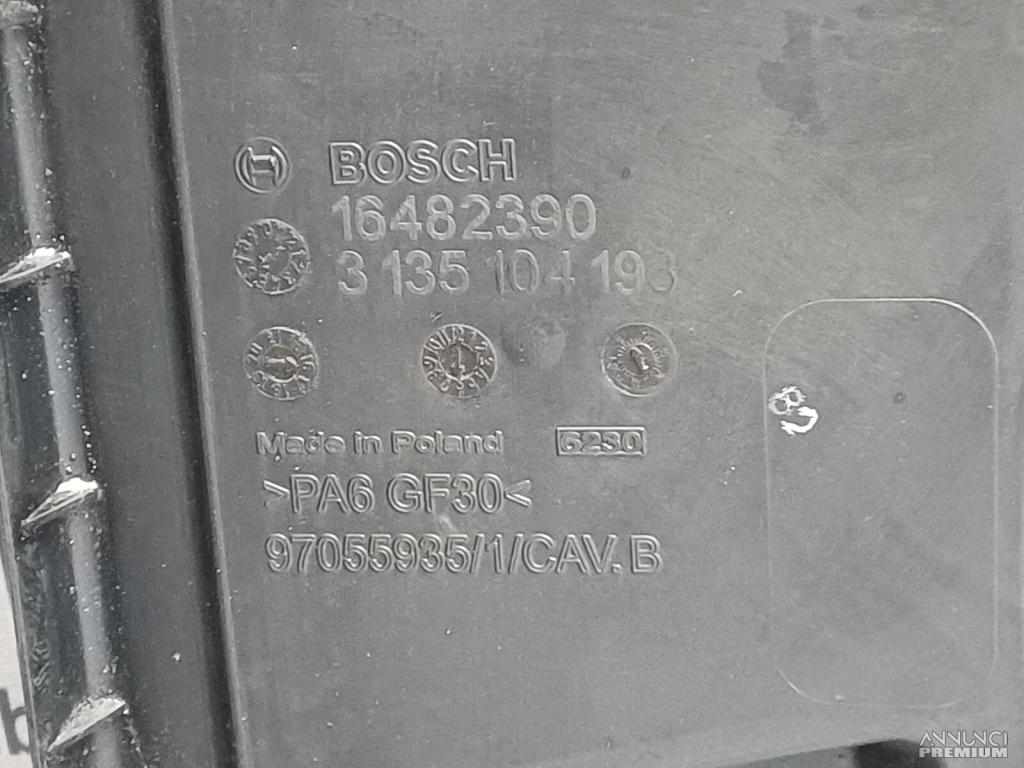 BOSCH
16482390
3 135 104 193
Made in Poland
6230
>PA6 GF30<
97055935/1/CAV.B
ANNUNCI
PREMIUM